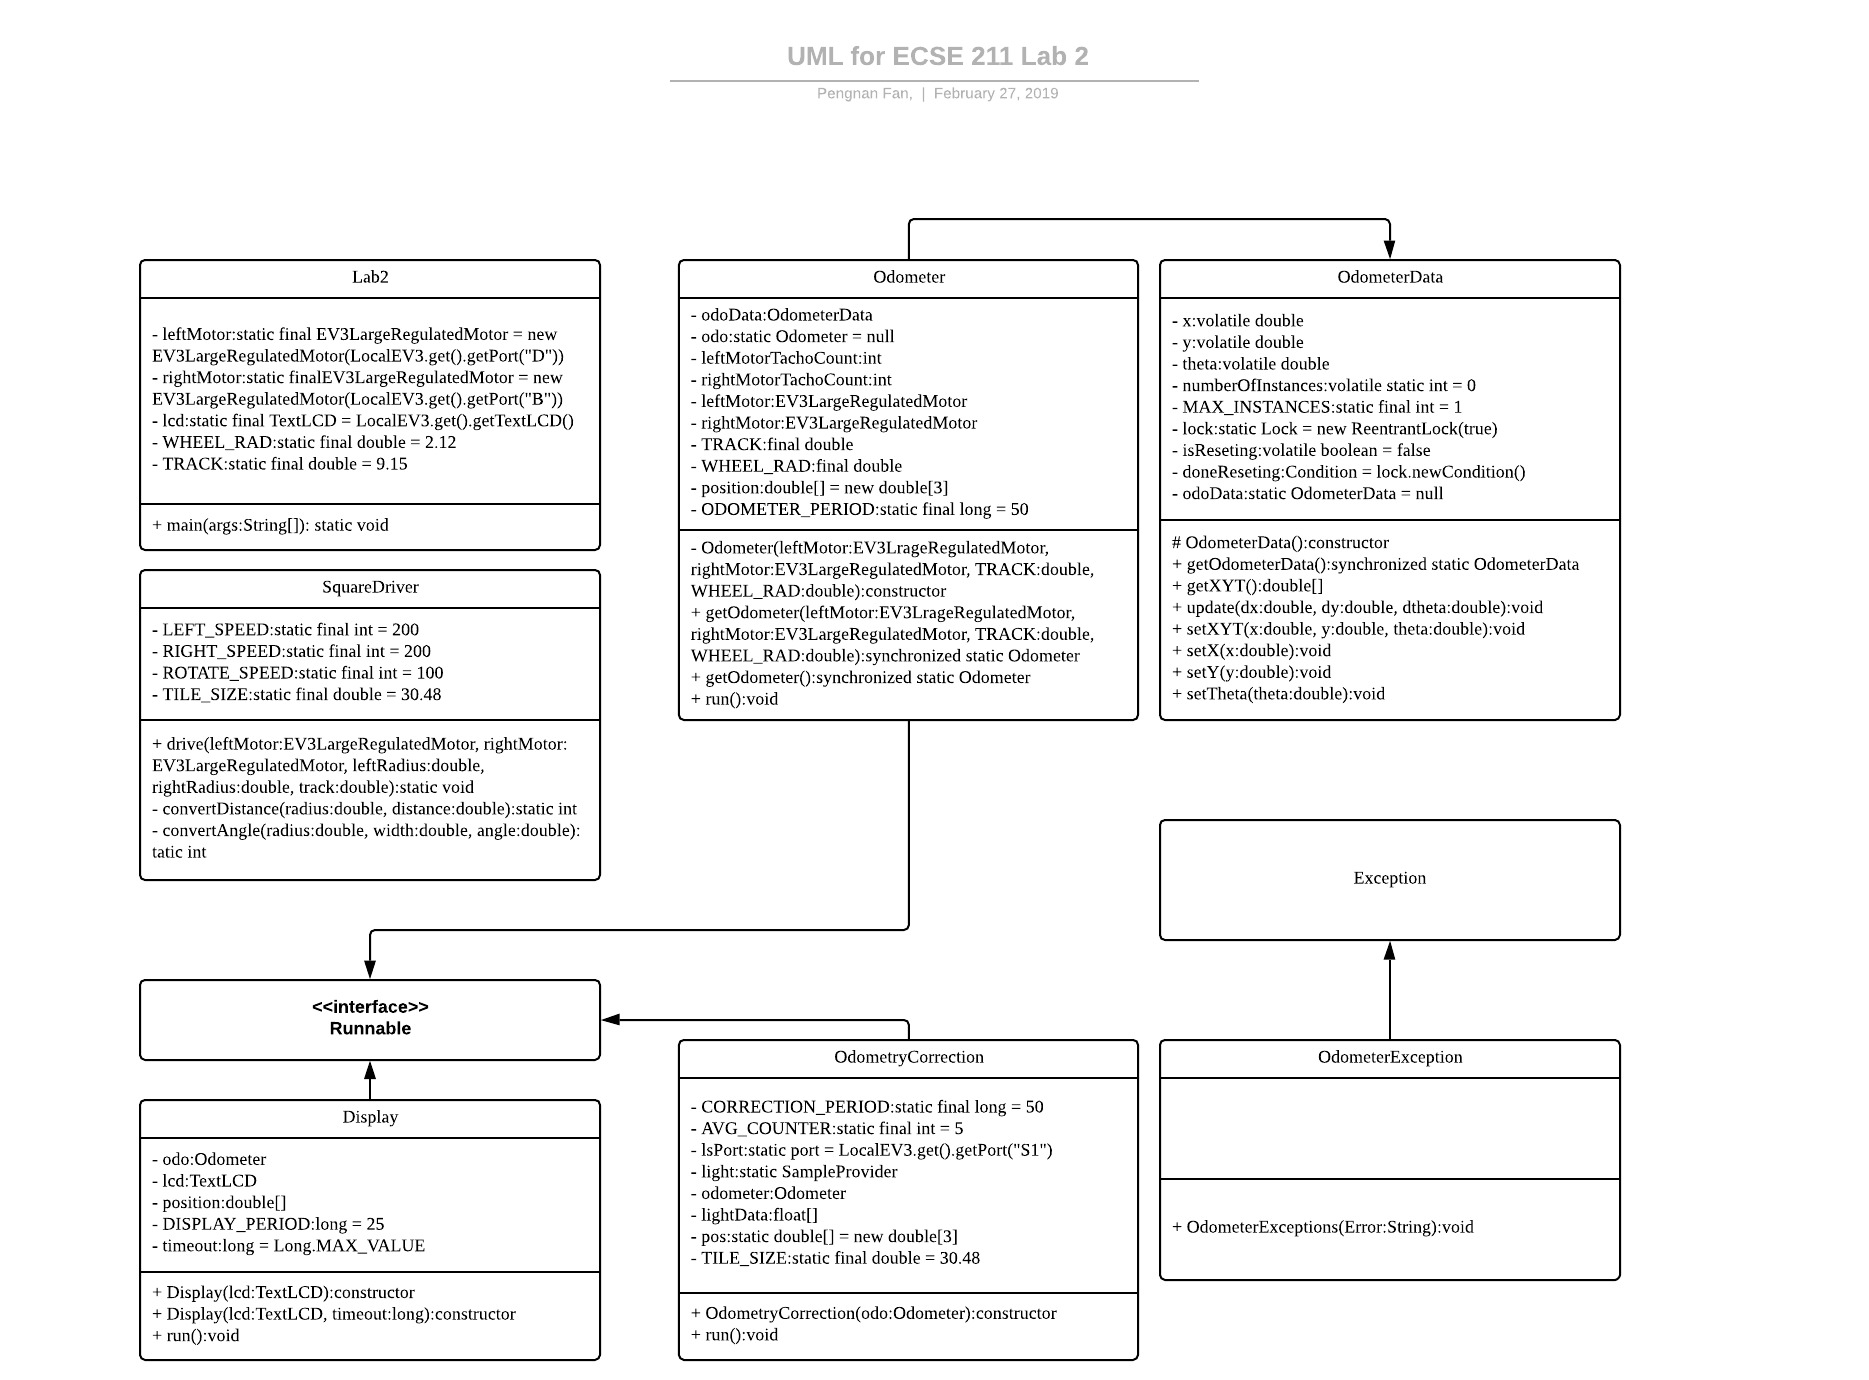 UML for ECSE 211 Lab 2
Pengnan Fan, | February 27, 2019
Lab2
- leftMotor:static final EV3LargeRegulatedMotor = new
EV3LargeRegulatedMotor(LocalEV3.get().getPort("D"))
- rightMotor:static finalEV3LargeRegulatedMotor = new
EV3LargeRegulatedMotor(LocalEV3.get().getPort("B"))
- lcd:static final TextLCD = LocalEV3.get().getTextLCD()
- WHEEL_RAD:static final double = 2.12
- TRACK:static final double = 9.15
+ main(args:String[]): static void
SquareDriver
- LEFT_SPEED:static final int = 200
- RIGHT_SPEED:static final int = 200
- ROTATE_SPEED:static final int = 100
- TILE_SIZE:static final double = 30.48
+ drive(leftMotor:EV3LargeRegulatedMotor, rightMotor:
EV3LargeRegulatedMotor, leftRadius:double,
rightRadius:double, track:double):static void
- convertDistance(radius:double, distance:double):static int
- convertAngle(radius:double, width:double, angle:double):
tatic int
Odometer
- odoData:OdometerData
- odo:static Odometer = null
- leftMotorTachoCount:int
- rightMotorTachoCount:int
- leftMotor:EV3LargeRegulatedMotor
- rightMotor:EV3LargeRegulatedMotor
- TRACK:final double
- WHEEL_RAD:final double
- position:double[] = new double[3]
- ODOMETER_PERIOD:static final long = 50
- Odometer(leftMotor:EV3LrageRegulatedMotor,
rightMotor:EV3LargeRegulatedMotor, TRACK:double,
WHEEL_RAD:double):constructor
+ getOdometer(leftMotor:EV3LrageRegulatedMotor,
rightMotor:EV3LargeRegulatedMotor, TRACK:double,
WHEEL_RAD:double):synchronized static Odometer
+ getOdometer():synchronized static Odometer
+ run():void
OdometerData
- x:volatile double
- y:volatile double
- theta:volatile double
- numberOfInstances:volatile static int = 0
- MAX_INSTANCES:static final int = 1
- lock:static Lock = new ReentrantLock(true)
- isReseting:volatile boolean = false
- doneReseting:Condition = lock.newCondition()
- odoData:static OdometerData = null
# OdometerData():constructor
+ getOdometerData():synchronized static OdometerData
+ getXYT():double[]
+ update(dx:double, dy:double, dtheta:double):void
+ setXYT(x:double, y:double, theta:double):void
+ setX(x:double):void
+ setY(y:double):void
+ setTheta(theta:double):void
Exception
<<interface>>
Runnable
Display
- odo:Odometer
- lcd:TextLCD
- position:double[]
- DISPLAY_PERIOD:long = 25
- timeout:long = Long.MAX_VALUE
+ Display(lcd:TextLCD):constructor
+ Display(lcd:TextLCD, timeout:long):constructor
+ run():void
OdometryCorrection
- CORRECTION_PERIOD:static final long = 50
- AVG_COUNTER:static final int = 5
- lsPort:static port = LocalEV3.get().getPort("S1")
- light:static SampleProvider
- odometer:Odometer
- lightData:float[]
- pos:static double[] = new double[3]
- TILE_SIZE:static final double = 30.48
+ OdometryCorrection(odo:Odometer):constructor
+ run():void
OdometerException
+ OdometerExceptions(Error:String):void